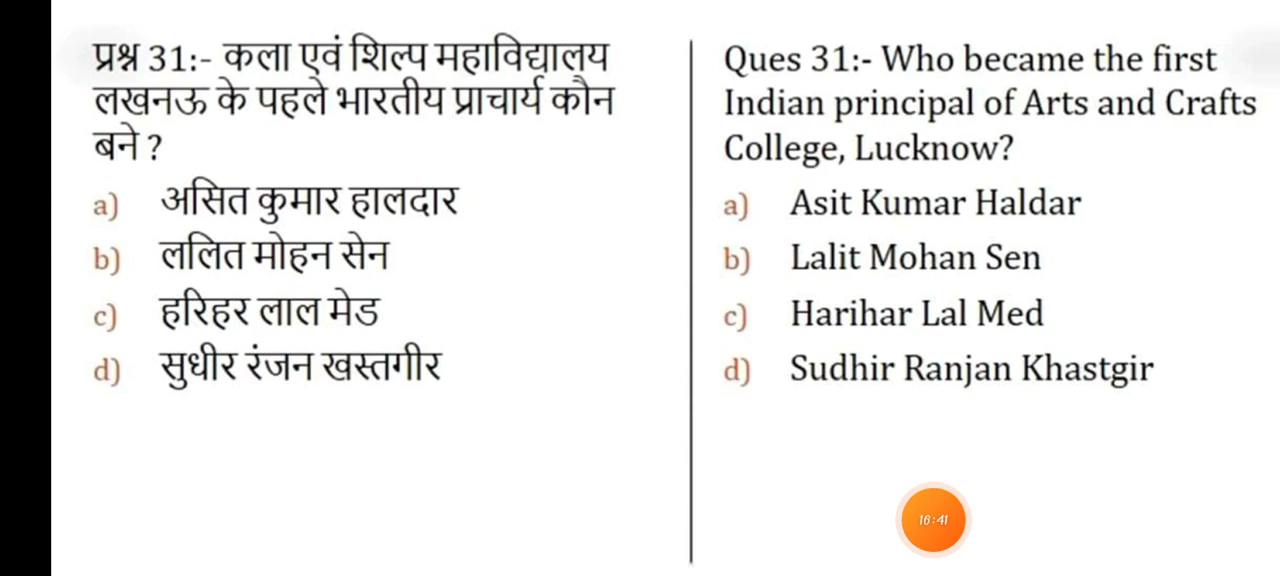 प्रश्न 31:- कला एवं शिल्प महाविद्यालय
लखनऊ के पहले भारतीय प्राचार्य कौन
बने ?
a) असित कुमार हालदार
b) ललित मोहन सेन
c) हरिहर लाल मेड
d) सुधीर रंजन खस्तगीर
Ques 31:- Who became the first
Indian principal of Arts and Crafts
College, Lucknow?
a) Asit Kumar Haldar
b) Lalit Mohan Sen
c) Harihar Lal Med
d) Sudhir Ranjan Khastgir
16:41